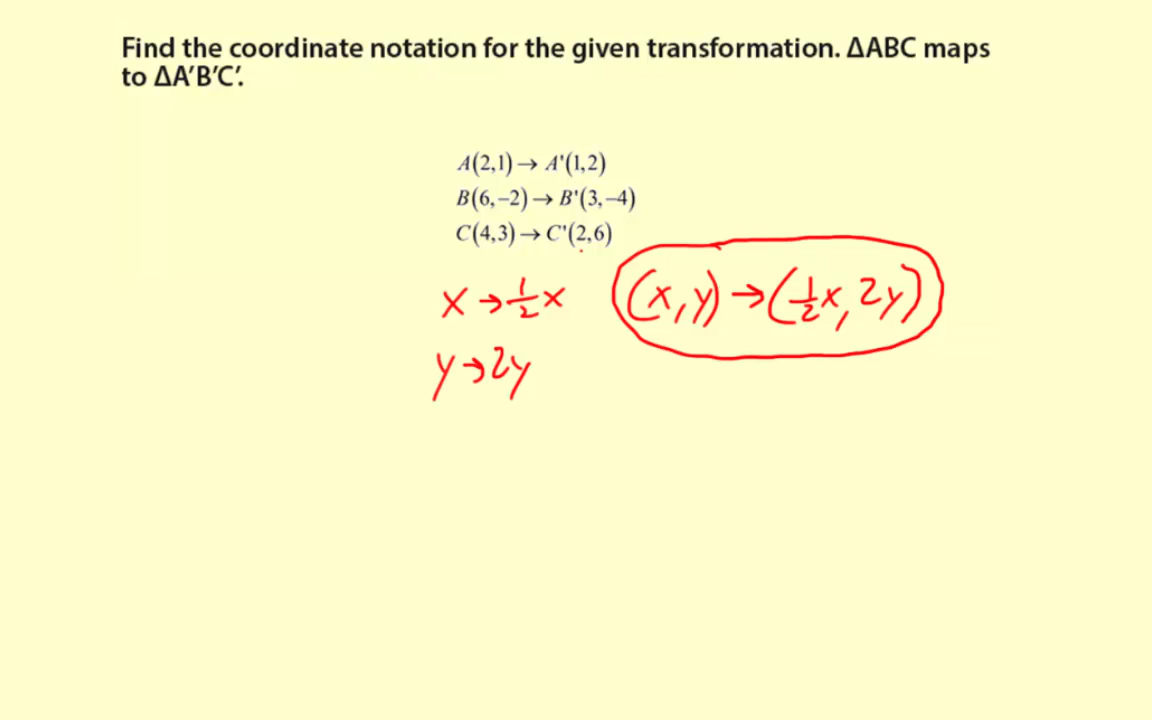 Find the coordinate notation for the given transformation. ΔABC maps
to ΔA'B'C'.
A(2,1) → A'(1,2)
B(6,−2) → B'(3,−4)
C(4,3) → C'(2,6)
x → ½x (x, y) → (½x, 2y)
y → 2y